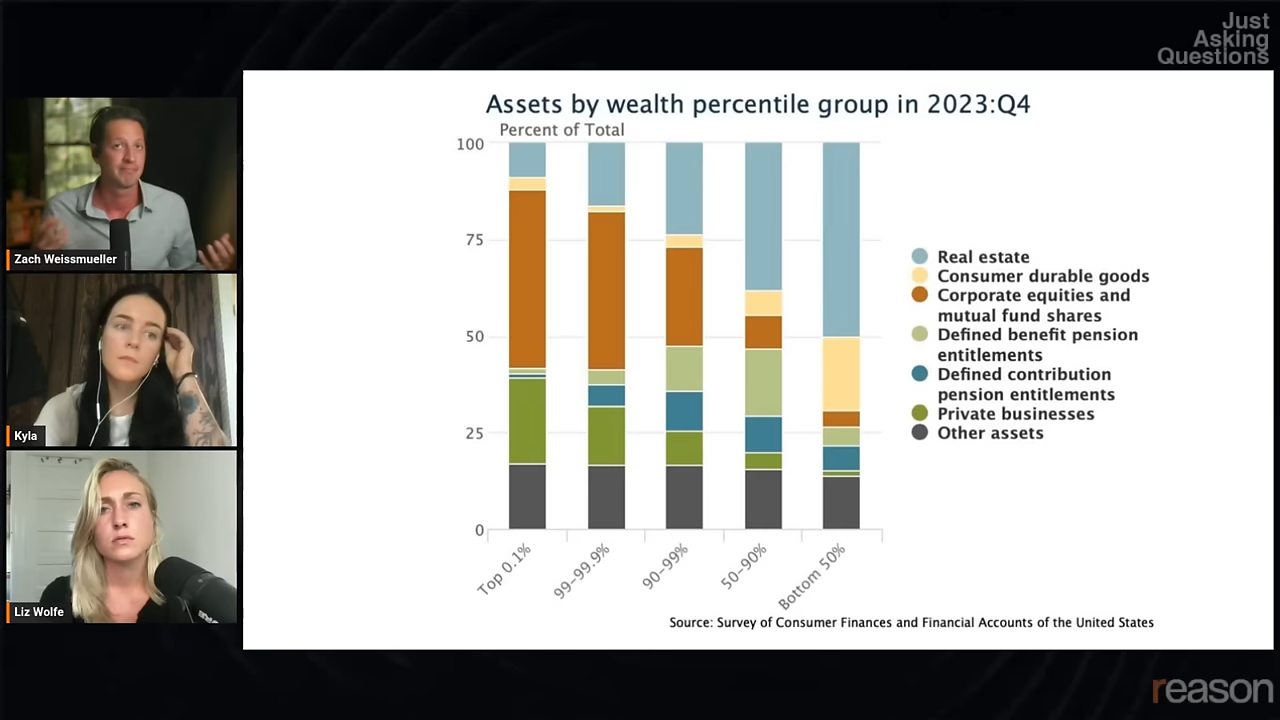 Just
Asking
Questions
Zach Weissmueller
Kyla
Liz Wolfe
Assets by wealth percentile group in 2023:Q4
Percent of Total
100
75
50
25
0
Top 0.1%
99-99.9%
90-99%
50-90%
Bottom 50%
Real estate
Consumer durable goods
Corporate equities and
mutual fund shares
Defined benefit pension
entitlements
Defined contribution
pension entitlements
Private businesses
Other assets
Source: Survey of Consumer Finances and Financial Accounts of the United States
reason